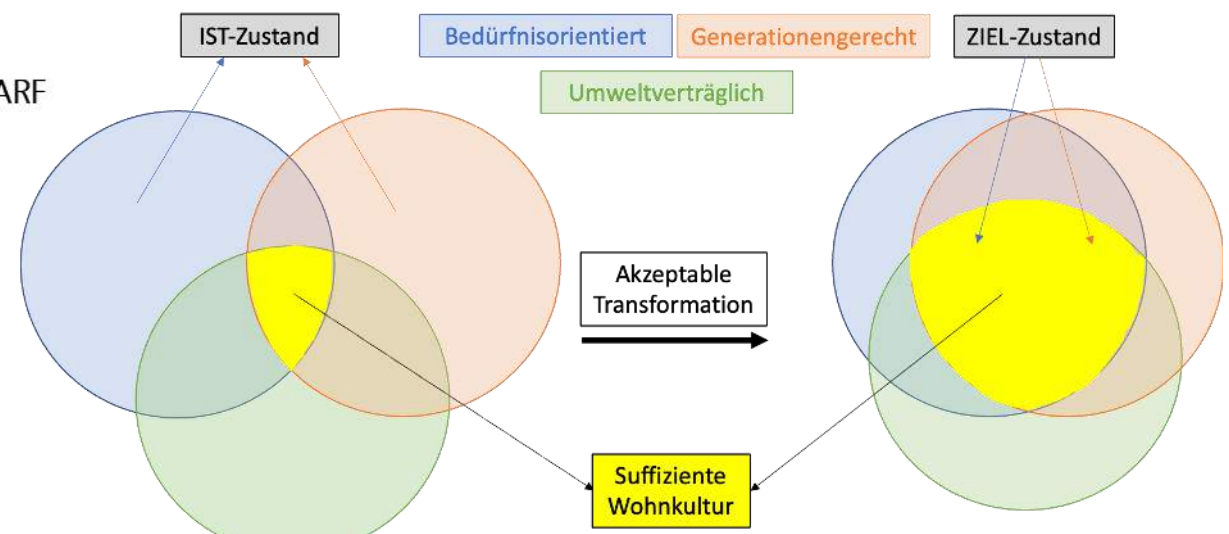 IST-Zustand
Bedürfnisorientiert
Generationengerecht
ZIEL-Zustand
ARF
Umweltverträglich
Akzeptable
Transformation
Suffiziente
Wohnkultur